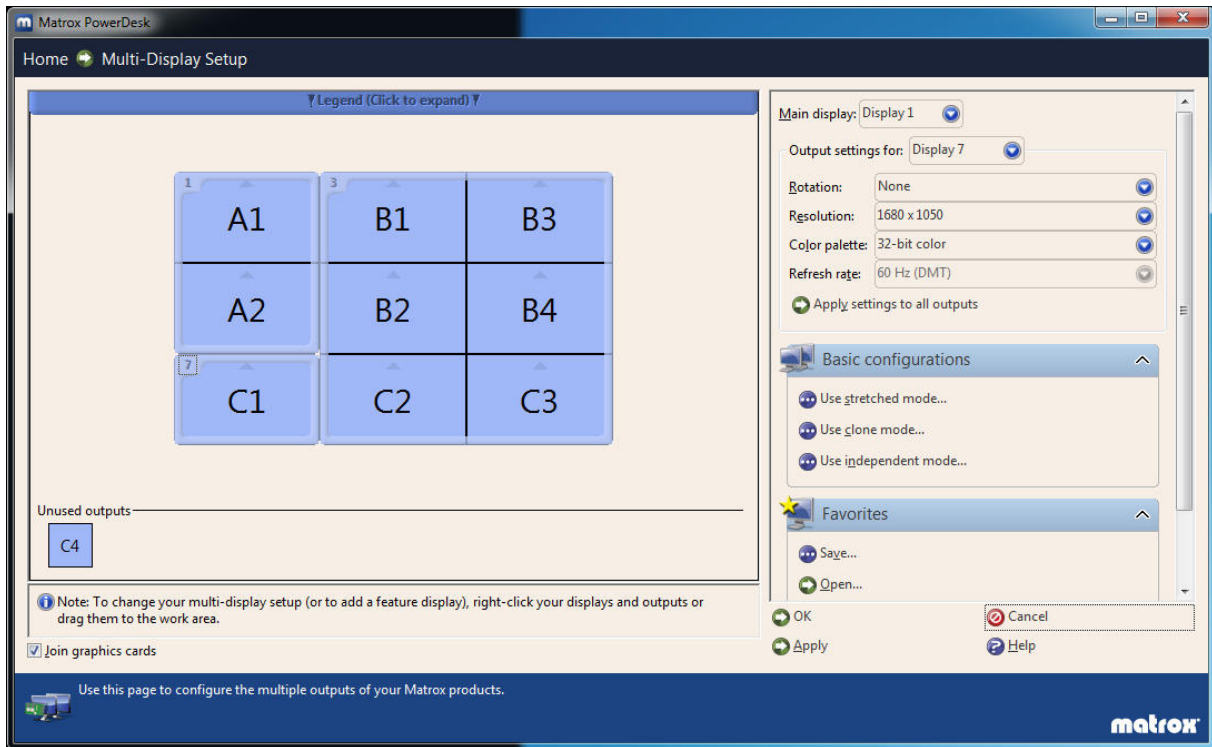 Matrox PowerDesk
Home Multi-Display Setup
Legend (Click to expand)
1
A1
3
B1
B3
A2
B2
B4
7
C1
C2
C3
Unused outputs
C4
Note: To change your multi-display setup (or to add a feature display), right-click your displays and outputs or
drag them to the work area.
Join graphics cards
Main display: Display 1
Output settings for: Display 7
Rotation: None
Resolution: 1680 x 1050
Color palette: 32-bit color
Refresh rate: 60 Hz (DMT)
Apply settings to all outputs
Basic configurations
Use stretched mode...
Use clone mode...
Use independent mode...
Favorites
Save...
Open...
OK
Cancel
Apply
Help
Use this page to configure the multiple outputs of your Matrox products.
matrox